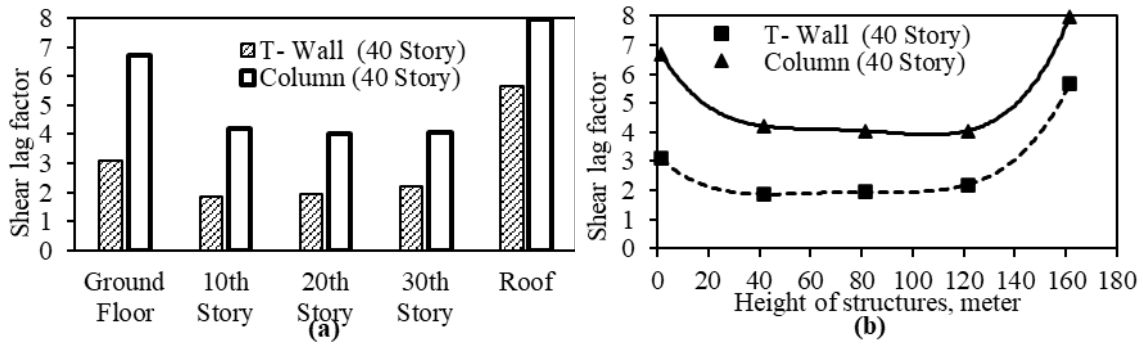 8
7
6
5
4
3
2
1
0
Shear lag factor
T- Wall (40 Story)
Column (40 Story)
Ground Floor
10th Story
20th Story
30th Story
Roof
(a)
8
7
6
5
4
3
2
1
0
Shear lag factor
T- Wall (40 Story)
Column (40 Story)
0 20 40 60 80 100 120 140 160 180
Height of structures, meter
(b)